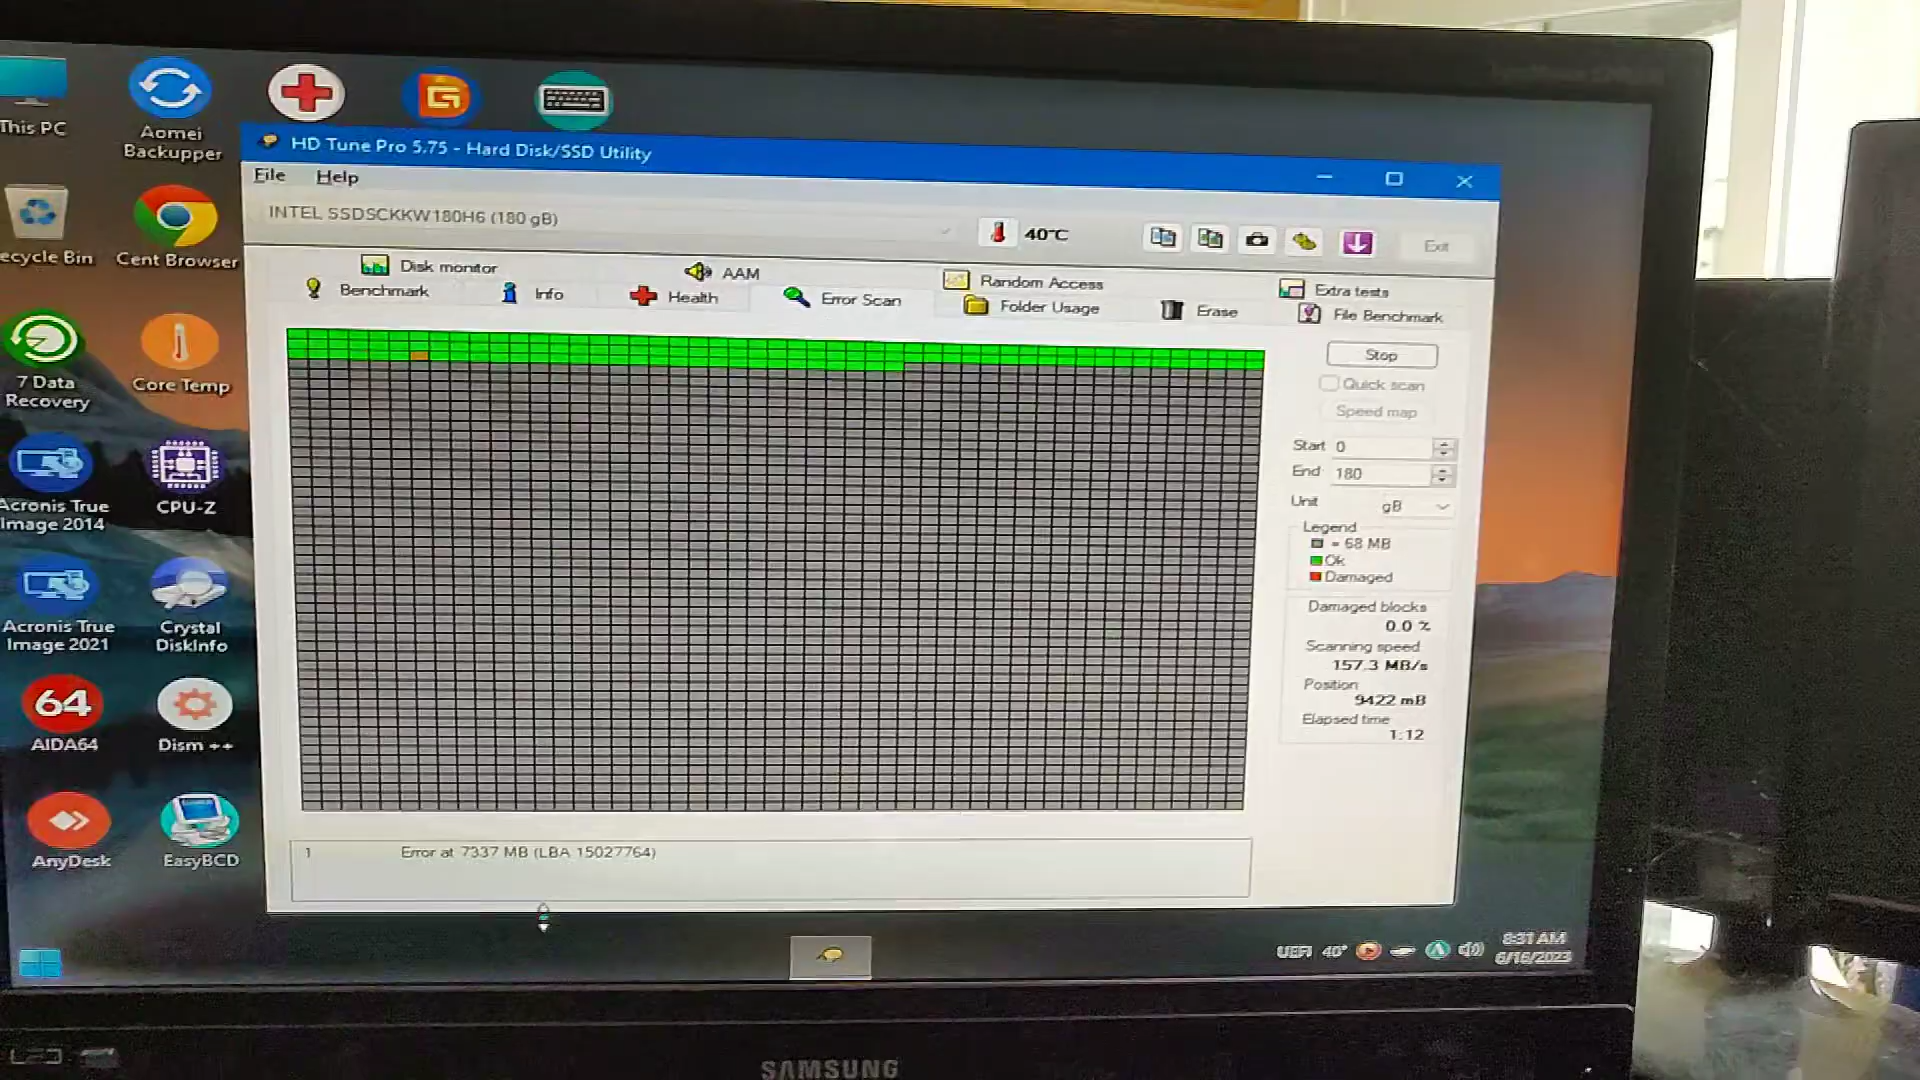 This PC
Aomei
Backupper
HD Tune Pro 5.75 - Hard Disk/SSD Utility
File Help
INTEL SSDSCKKW180H6 (180 gB)
40°C
Exit
ecycle Bin
Cent Browser
Disk monitor
AAM
Random Access
Extra tests
Benchmark
Info
Health
Error Scan
Folder Usage
Erase
File Benchmark
7 Data
Recovery
Core Temp
Stop
Quick scan
Speed map
Start 0
End 180
Unit gB
Legend
= 68 MB
Ok
Damaged
Acronis True
Image 2014
CPU-Z
Damaged blocks
0.0 %
Scanning speed
157.3 MB/s
Position
9422 mB
Elapsed time
1:12
Acronis True
Image 2021
Crystal
DiskInfo
64
AIDA64
Dism ++
AnyDesk
EasyBCD
1 Error at 7337 MB (LBA 15027764)
UEFI 40°
8:31 AM
6/16/2023
LED
SAMSUNG